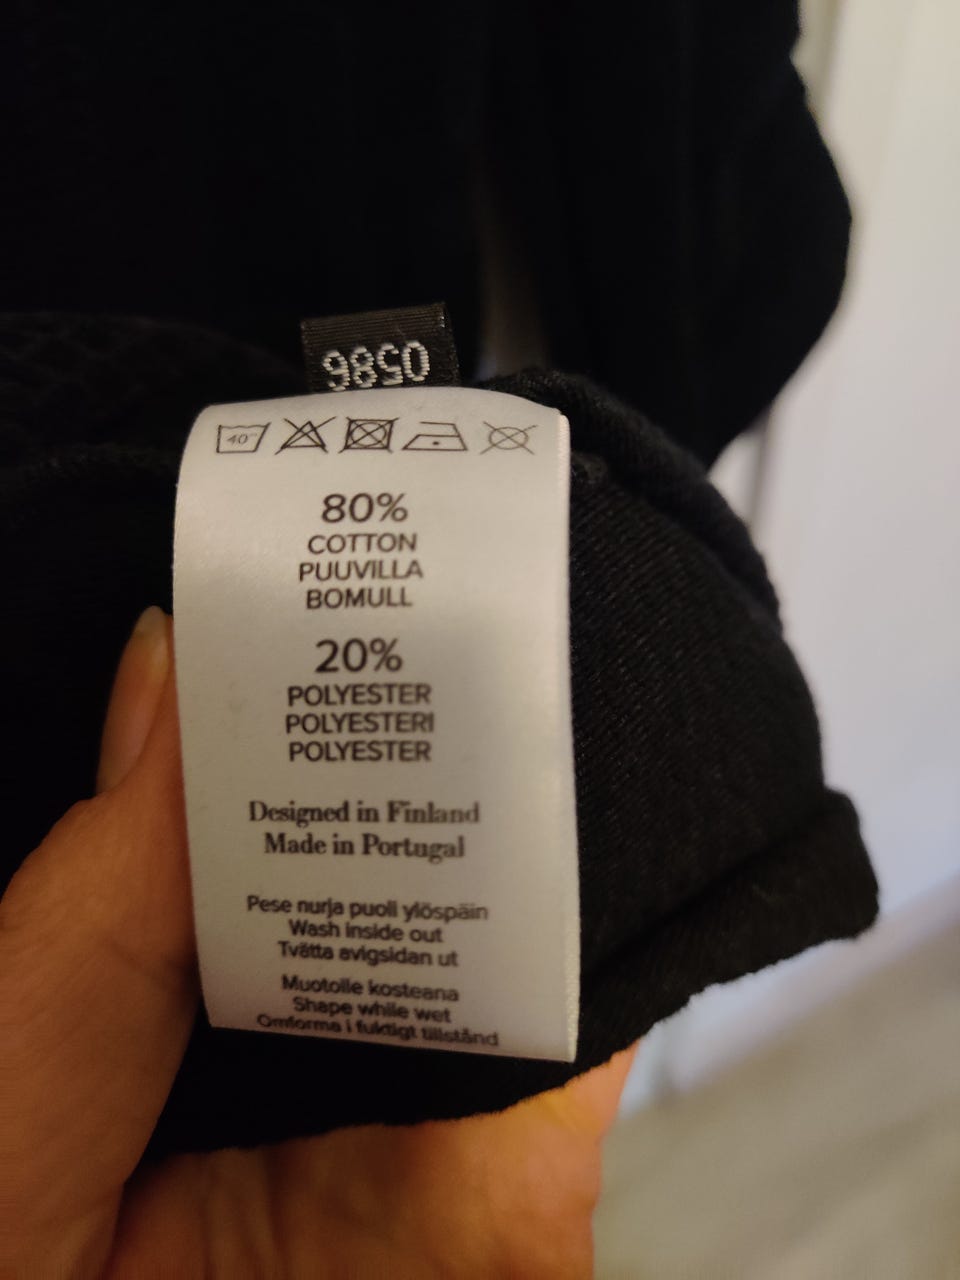 40°
80%
COTTON
PUUVILLA
BOMULL
20%
POLYESTER
POLYESTERI
POLYESTER
Designed in Finland
Made in Portugal
Pese nurja puoli ylöspäin
Wash inside out
Tvätta avigsidan ut
Muotoile kosteana
Shape while wet
Omforma i fuktigt tillstånd